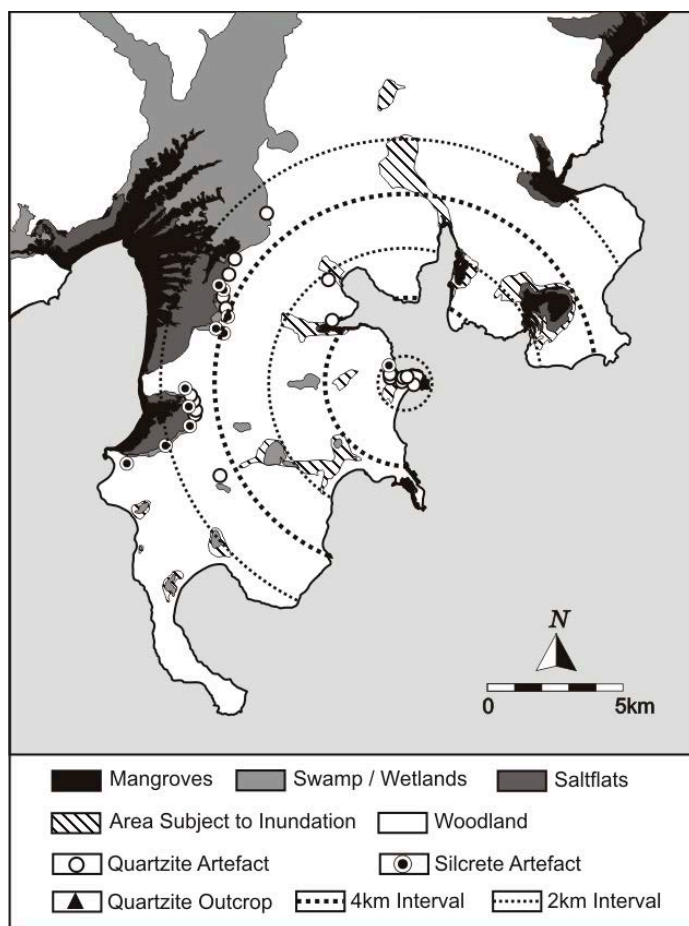 N
0 5km
Mangroves Swamp / Wetlands Saltflats
Area Subject to Inundation Woodland
Quartzite Artefact Silcrete Artefact
Quartzite Outcrop 4km Interval 2km Interval